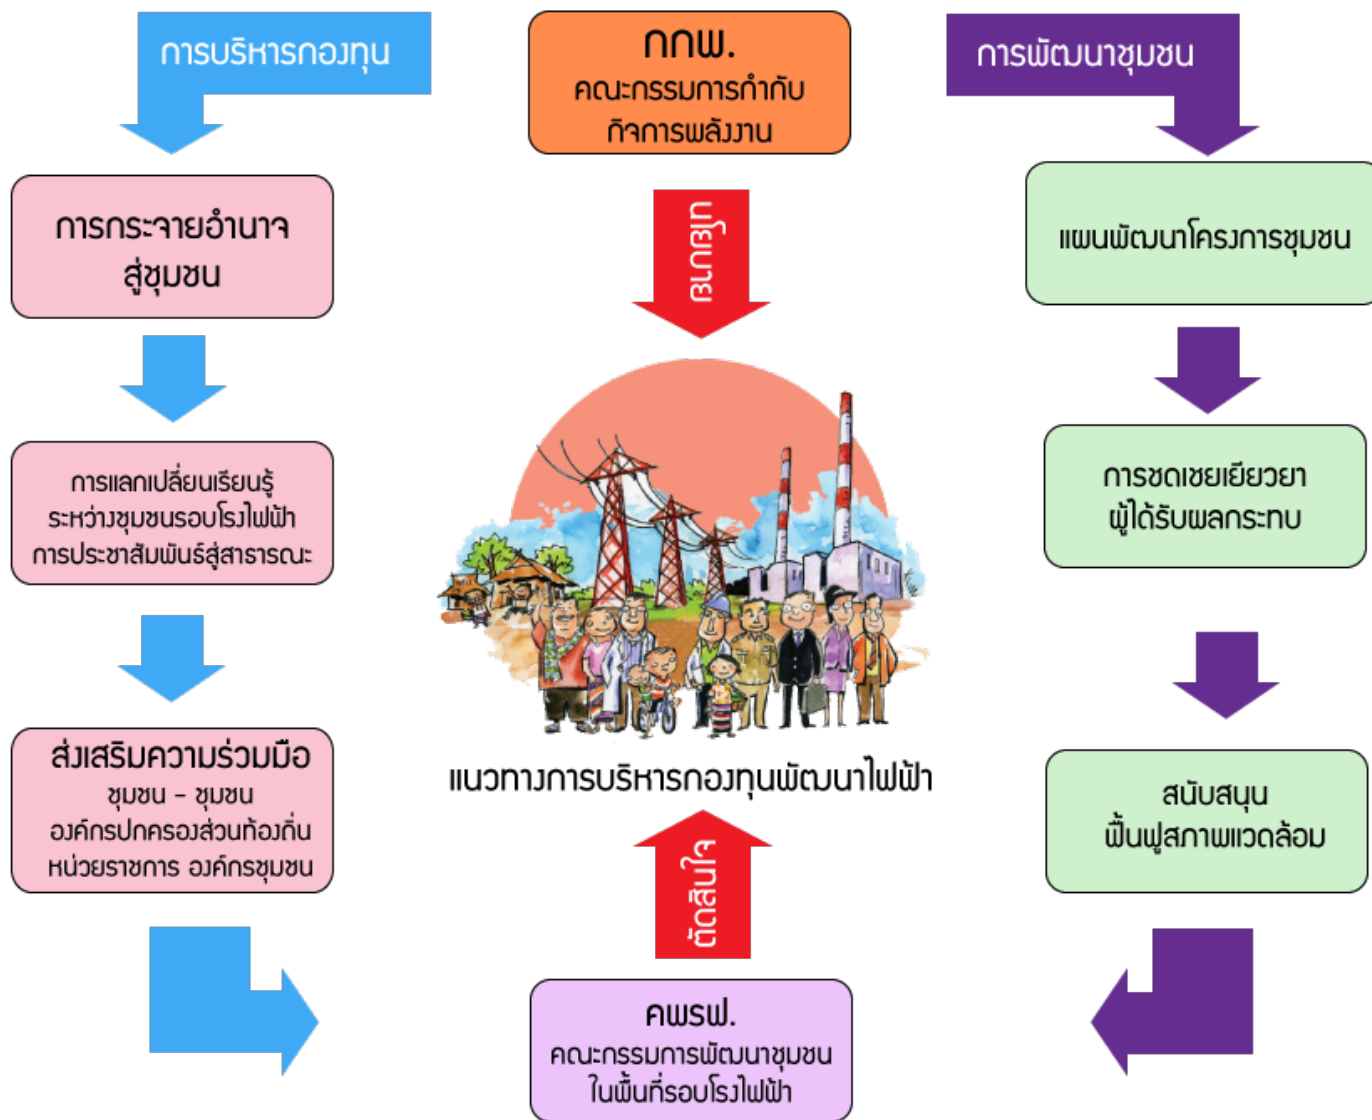 การบริหารกองทุน
กกพ.
คณะกรรมการกำกับ
กิจการพลังงาน
การพัฒนาชุมชน
การกระจายอำนาจ
สู่ชุมชน
นโยบาย
แผนพัฒนาโครงการชุมชน
การแลกเปลี่ยนเรียนรู้
ระหว่างชุมชนรอบโรงไฟฟ้า
การประชาสัมพันธ์สู่สาธารณะ
การชดเชยเยียวยา
ผู้ได้รับผลกระทบ
ส่งเสริมความร่วมมือ
ชุมชน - ชุมชน
องค์กรปกครองส่วนท้องถิ่น
หน่วยราชการ องค์กรชุมชน
แนวทางการบริหารกองทุนพัฒนาไฟฟ้า
สนับสนุน
ฟื้นฟูสภาพแวดล้อม
ตัดสินใจ
คพรฟ.
คณะกรรมการพัฒนาชุมชน
ในพื้นที่รอบโรงไฟฟ้า